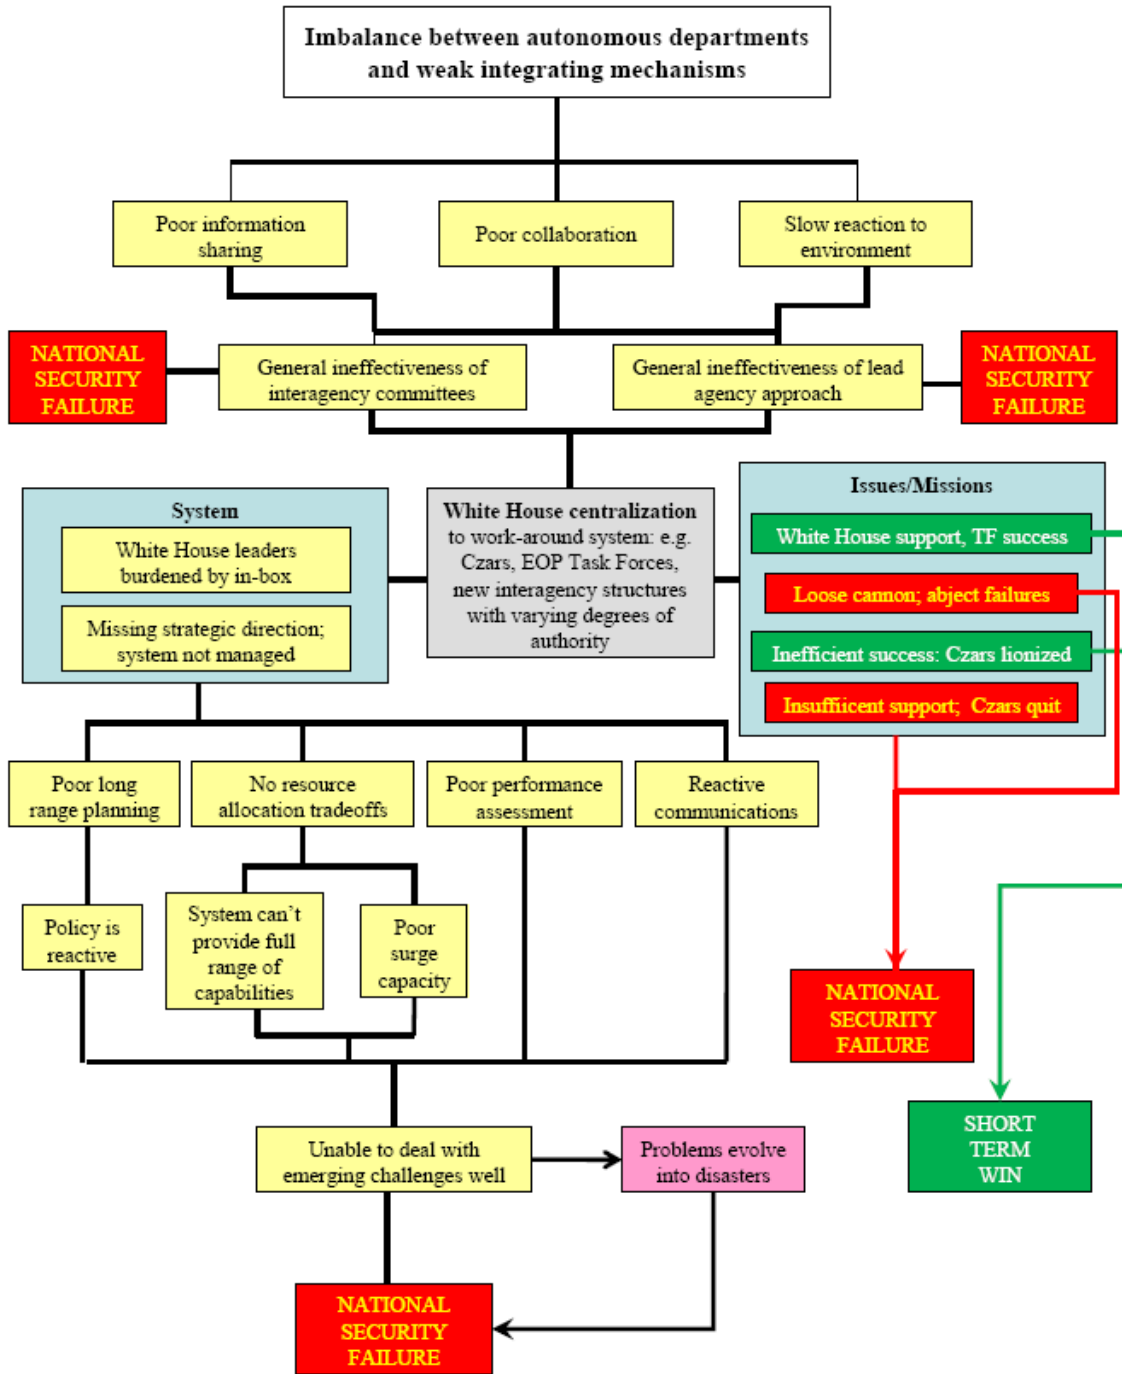 Imbalance between autonomous departments
and weak integrating mechanisms
Poor information
sharing
Poor collaboration
Slow reaction to
environment
NATIONAL
SECURITY
FAILURE
General ineffectiveness of
interagency committees
General ineffectiveness of lead
agency approach
NATIONAL
SECURITY
FAILURE
System
White House leaders
burdened by in-box
Missing strategic direction;
system not managed
White House centralization
to work-around system: e.g.
Czars, EOP Task Forces,
new interagency structures
with varying degrees of
authority
Issues/Missions
White House support, TF success
Loose cannon; abject failures
Inefficient success: Czars lionized
Insuffiicent support; Czars quit
Poor long
range planning
No resource
allocation tradeoffs
Poor performance
assessment
Reactive
communications
Policy is
reactive
System can't
provide full
range of
capabilities
Poor
surge
capacity
NATIONAL
SECURITY
FAILURE
SHORT
TERM
WIN
Unable to deal with
emerging challenges well
Problems evolve
into disasters
NATIONAL
SECURITY
FAILURE